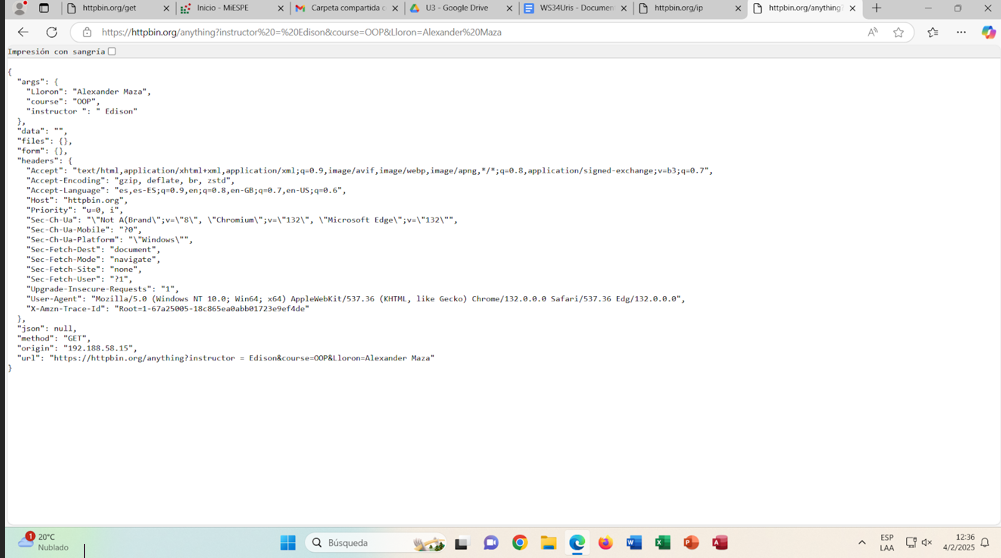 httpbin.org/get
Inicio - MiESPE
Carpeta compartida
U3 - Google Drive
WS34Uris - Documen
httpbin.org/ip
httpbin.org/anything?
https://httpbin.org/anything?instructor%20=%20Edison&course=OOP&Lloron=Alexander%20Maza
Impresión con sangría
{
"args": {
"Lloron": "Alexander Maza",
"course": "OOP",
"instructor ": " Edison"
},
"data": "",
"files": {},
"form": {},
"headers": {
"Accept": "text/html,application/xhtml+xml,application/xml;q=0.9,image/avif,image/webp,image/apng,*/*;q=0.8,application/signed-exchange;v=b3;q=0.7",
"Accept-Encoding": "gzip, deflate, br, zstd",
"Accept-Language": "es,es-ES;q=0.9,en;q=0.8,en-GB;q=0.7,en-US;q=0.6",
"Host": "httpbin.org",
"Priority": "u=0, i",
"Sec-Ch-Ua": "\"Not A(Brand\";v=\"8\", \"Chromium\";v=\"132\", \"Microsoft Edge\";v=\"132\"",
"Sec-Ch-Ua-Mobile": "?0",
"Sec-Ch-Ua-Platform": "\"Windows\"",
"Sec-Fetch-Dest": "document",
"Sec-Fetch-Mode": "navigate",
"Sec-Fetch-Site": "none",
"Sec-Fetch-User": "?1",
"Upgrade-Insecure-Requests": "1",
"User-Agent": "Mozilla/5.0 (Windows NT 10.0; Win64; x64) AppleWebKit/537.36 (KHTML, like Gecko) Chrome/132.0.0.0 Safari/537.36 Edg/132.0.0.0",
"X-Amzn-Trace-Id": "Root=1-67a25005-18c865ea0abb01723e9ef4de"
},
"json": null,
"method": "GET",
"origin": "192.188.58.15",
"url": "https://httpbin.org/anything?instructor = Edison&course=OOP&Lloron=Alexander Maza"
}
1
20°C
Nublado
Búsqueda
ESP
LAA
12:36
4/2/2025